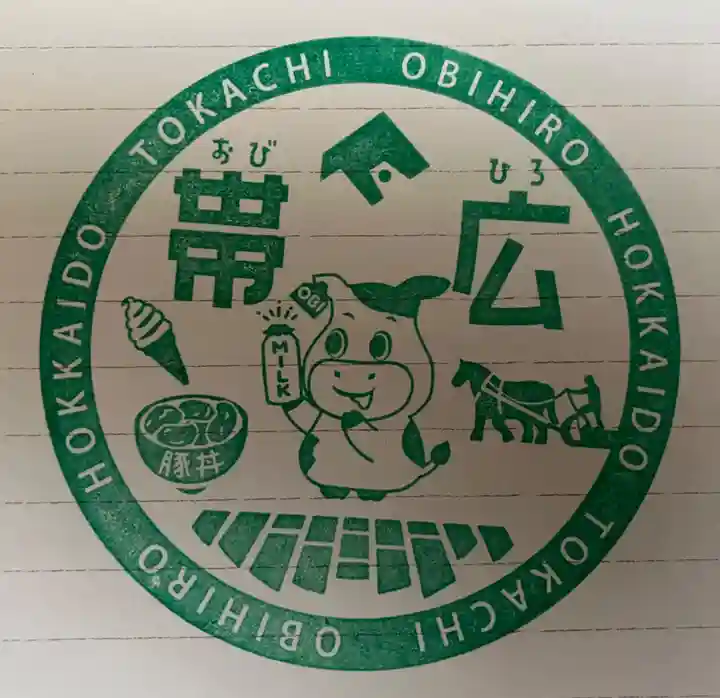 HOKKAIDO TOKACHI OBIHIRO HOKKAIDO TOKACHI OBIHIRO
おび ひろ
帯広
OBI
MILK
豚丼